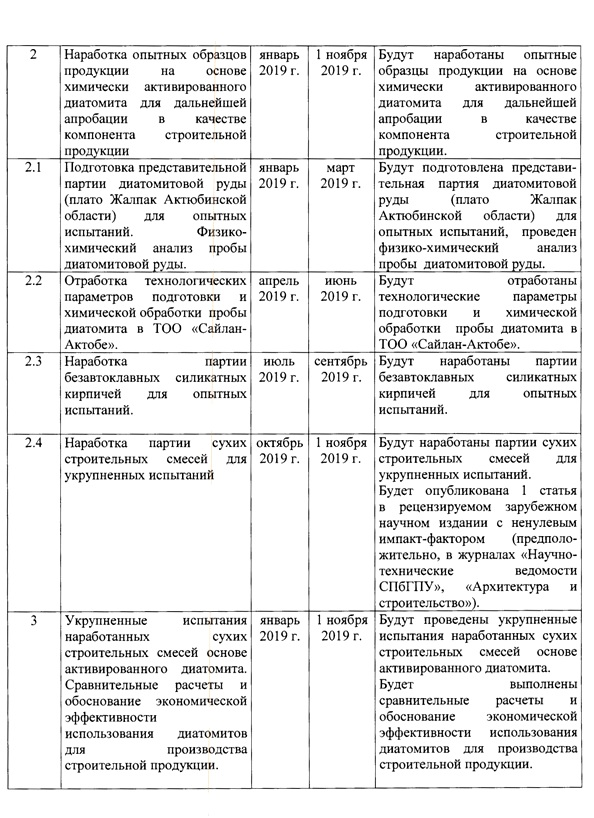 2
Наработка опытных образцов
продукции на основе
химически активированного
диатомита для дальнейшей
апробации в качестве
компонента строительной
продукции
январь
2019 г.
1 ноября
2019 г.
Будут наработаны опытные
образцы продукции на основе
химически активированного
диатомита для дальнейшей
апробации в качестве
компонента строительной
продукции.
2.1
Подготовка представительной
партии диатомитовой руды
(плато Жалпак Актюбинской
области) для опытных
испытаний. Физико-
химический анализ пробы
диатомитовой руды.
январь
2019 г.
март
2019 г.
Будут подготовлена представи-
тельная партия диатомитовой
руды (плато Жалпак
Актюбинской области) для
опытных испытаний, проведен
физико-химический анализ
пробы диатомитовой руды.
2.2
Отработка технологических
параметров подготовки и
химической обработки пробы
диатомита в ТОО «Сайлан-
Актобе».
апрель
2019 г.
июнь
2019 г.
Будут отработаны
технологические параметры
подготовки и химической
обработки пробы диатомита в
ТОО «Сайлан-Актобе».
2.3
Наработка партии
безавтоклавных силикатных
кирпичей для опытных
испытаний.
июль
2019 г.
сентябрь
2019 г.
Будут наработаны партии
безавтоклавных силикатных
кирпичей для опытных
испытаний.
2.4
Наработка партии сухих
строительных смесей для
укрупненных испытаний
октябрь
2019 г.
1 ноября
2019 г.
Будут наработаны партии сухих
строительных смесей для
укрупненных испытаний.
Будет опубликована 1 статья
в рецензируемом зарубежном
научном издании с ненулевым
импакт-фактором (предполо-
жительно, в журналах «Научно-
технические ведомости
СПбГПУ», «Архитектура и
строительство»).
3
Укрупненные испытания
наработанных сухих
строительных смесей основе
активированного диатомита.
Сравнительные расчеты и
обоснование экономической
эффективности
использования диатомитов
для производства
строительной продукции.
январь
2019 г.
1 ноября
2019 г.
Будут проведены укрупненные
испытания наработанных сухих
строительных смесей основе
активированного диатомита.
Будет выполнены
сравнительные расчеты и
обоснование экономической
эффективности использования
диатомитов для производства
строительной продукции.